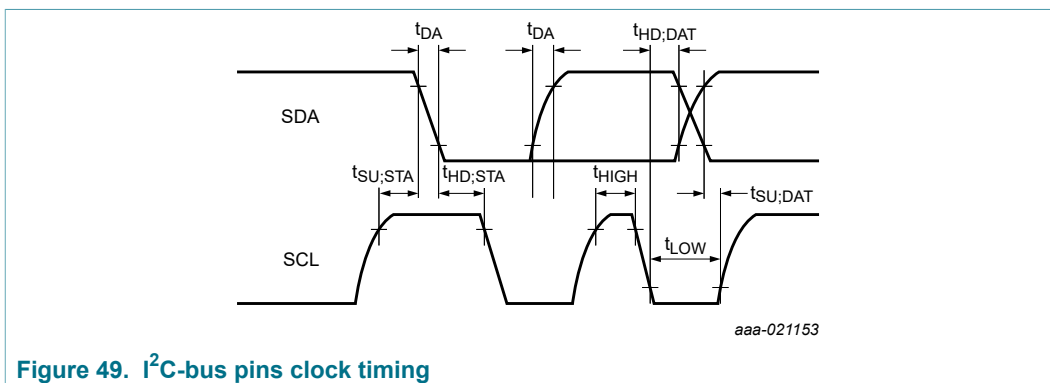 tDA
tDA
tHD;DAT
SDA
tSU;STA
tHD;STA
tHIGH
tSU;DAT
SCL
tLOW
aaa-021153
Figure 49. I²C-bus pins clock timing